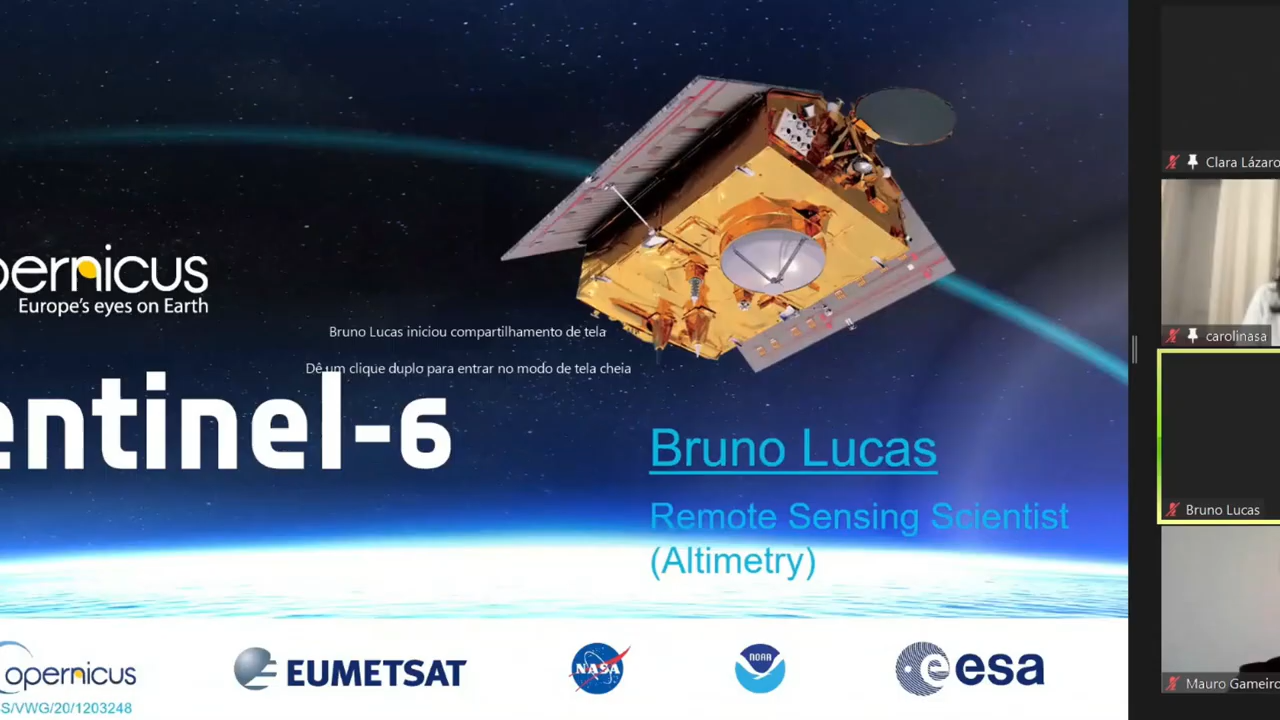 pernicus
Europe's eyes on Earth
Bruno Lucas iniciou compartilhamento de tela
Dê um clique duplo para entrar no modo de tela cheia
entinel-6
Bruno Lucas
Remote Sensing Scientist
(Altimetry)
opernicus
EUMETSAT
NASA
NOAA
esa
S/VWG/20/1203248
Clara Lázaro
carolinasa
Bruno Lucas
Mauro Gameiro